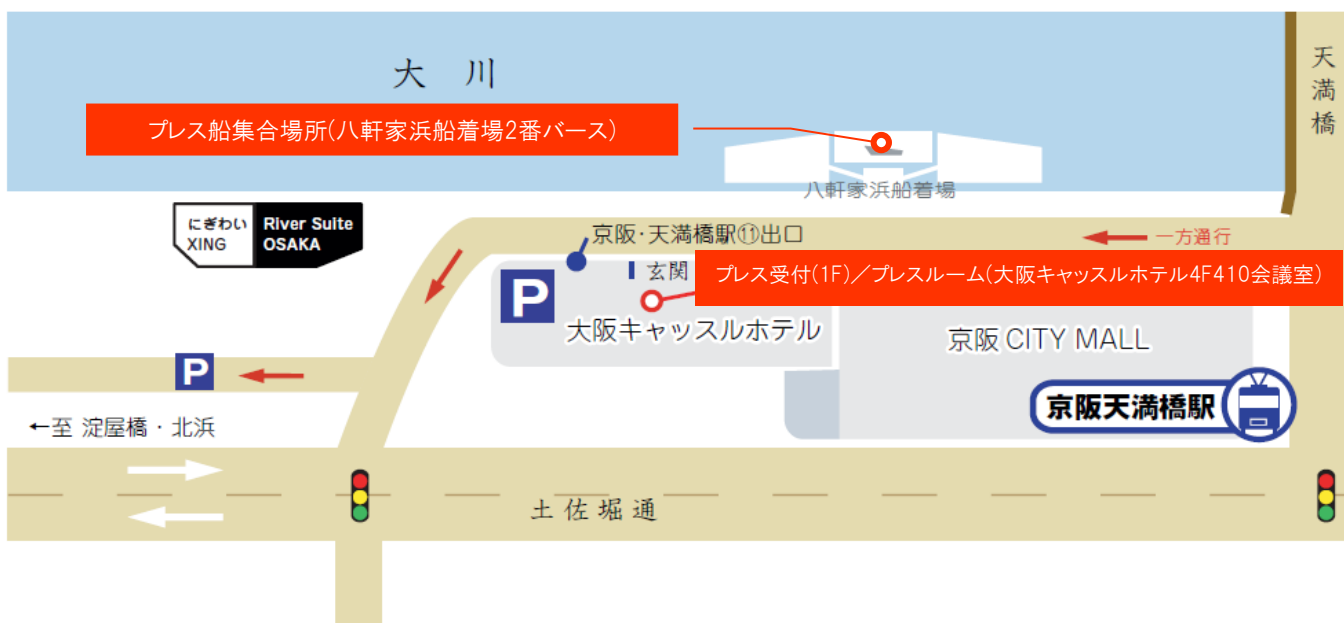 大 川
天満橋
プレス船集合場所(八軒家浜船着場2番バース)
八軒家浜船着場
にぎわい
XING
River Suite
OSAKA
京阪・天満橋駅⑪出口
一方通行
玄関
プレス受付(1F)/プレスルーム(大阪キャッスルホテル4F410会議室)
P
大阪キャッスルホテル
京阪 CITY MALL
P
京阪天満橋駅
←至 淀屋橋・北浜
土佐堀通